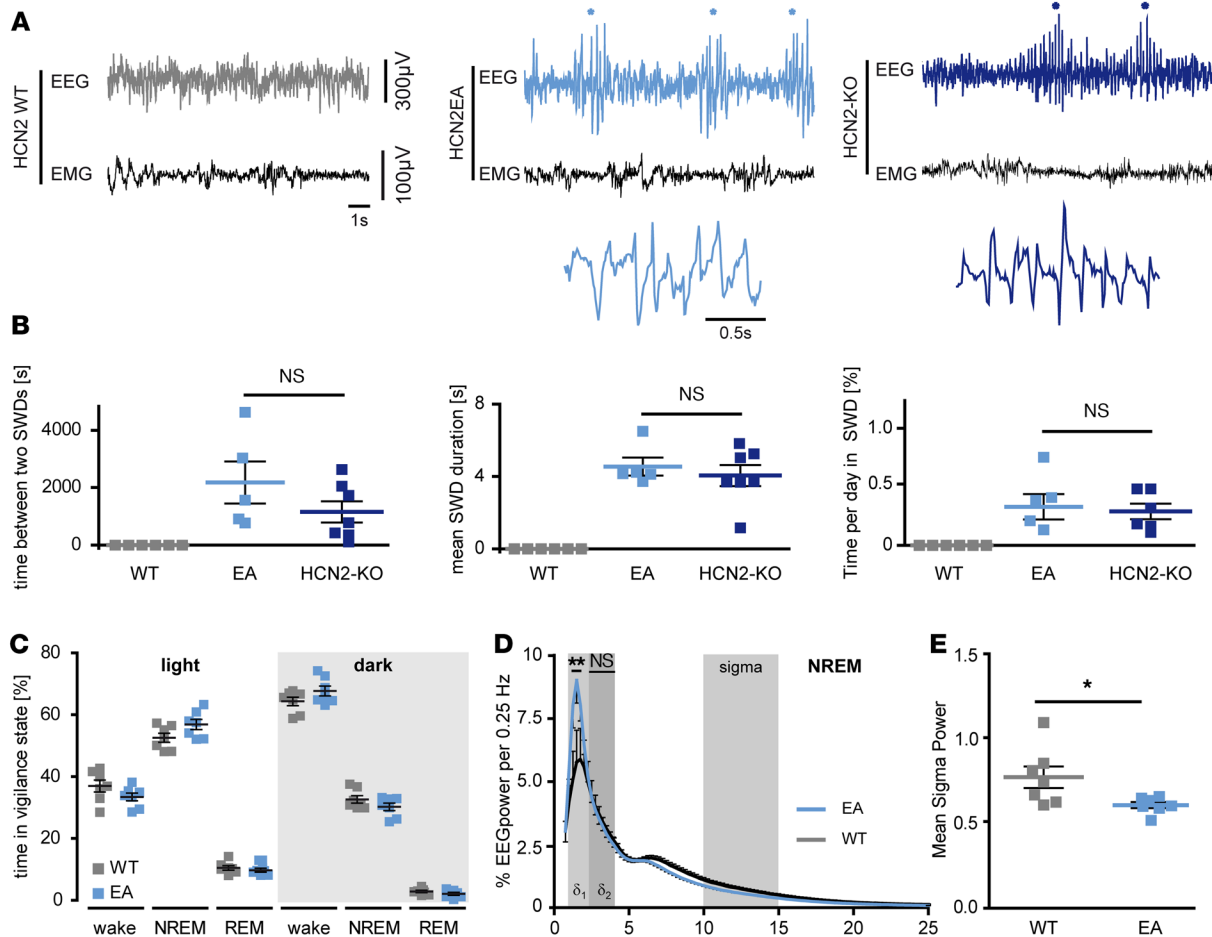 A
HCN2 WT
EEG
300µV
EMG
100µV
1s
HCN2EA
EEG
EMG
0.5s
HCN2-KO
EEG
EMG
B
time between two SWDs [s]
4000
2000
0
NS
WT EA HCN2-KO
mean SWD duration [s]
8
4
0
NS
WT EA HCN2-KO
Time per day in SWD [%]
1.0
0.5
0
NS
WT EA HCN2-KO
C
time in vigilance state [%]
80
60
40
20
0
light dark
WT
EA
wake NREM REM wake NREM REM
D
% EEGpower per 0.25 Hz
10
7.5
5.0
2.5
0
** NS
sigma
NREM
EA
WT
δ1 δ2
5 10 15 20 25
E
Mean Sigma Power
1.5
1.0
0.5
0.0
*
WT EA